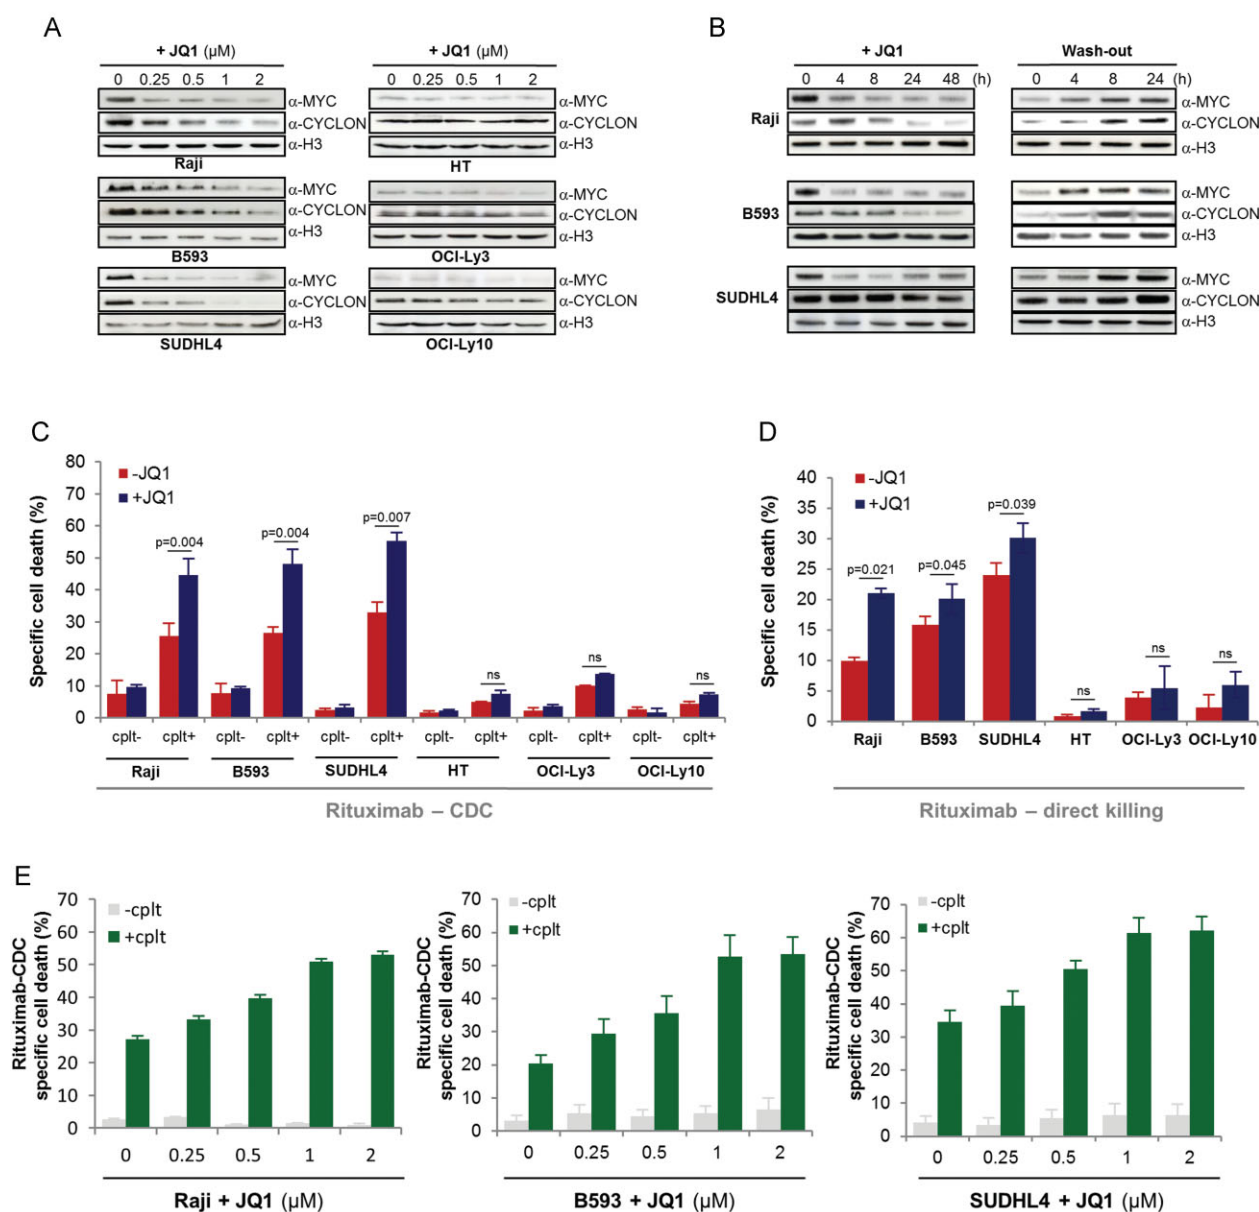 A
+ JQ1 (µM)
0 0.25 0.5 1 2
α-MYC
α-CYCLON
α-H3
Raji
α-MYC
α-CYCLON
α-H3
B593
α-MYC
α-CYCLON
α-H3
SUDHL4
+ JQ1 (µM)
0 0.25 0.5 1 2
α-MYC
α-CYCLON
α-H3
HT
α-MYC
α-CYCLON
α-H3
OCI-Ly3
α-MYC
α-CYCLON
α-H3
OCI-Ly10
B
+ JQ1
0 4 8 24 48 (h)
Wash-out
0 4 8 24 (h)
Raji
α-MYC
α-CYCLON
α-H3
B593
α-MYC
α-CYCLON
α-H3
SUDHL4
α-MYC
α-CYCLON
α-H3
C
Specific cell death (%)
80
70
60
50
40
30
20
10
0
-JQ1
+JQ1
p=0.004
p=0.004
p=0.007
ns
ns
ns
cplt- cplt+ cplt- cplt+ cplt- cplt+ cplt- cplt+ cplt- cplt+ cplt- cplt+
Raji B593 SUDHL4 HT OCI-Ly3 OCI-Ly10
Rituximab – CDC
D
Specific cell death (%)
40
35
30
25
20
15
10
5
0
-JQ1
+JQ1
p=0.021
p=0.045
p=0.039
ns
ns
ns
Raji B593 SUDHL4 HT OCI-Ly3 OCI-Ly10
Rituximab – direct killing
E
Rituximab-CDC
specific cell death (%)
70
60
50
40
30
20
10
0
-cplt
+cplt
0 0.25 0.5 1 2
Raji + JQ1 (µM)
Rituximab-CDC
specific cell death (%)
70
60
50
40
30
20
10
0
-cplt
+cplt
0 0.25 0.5 1 2
B593 + JQ1 (µM)
Rituximab-CDC
specific cell death (%)
70
60
50
40
30
20
10
0
-cplt
+cplt
0 0.25 0.5 1 2
SUDHL4 + JQ1 (µM)